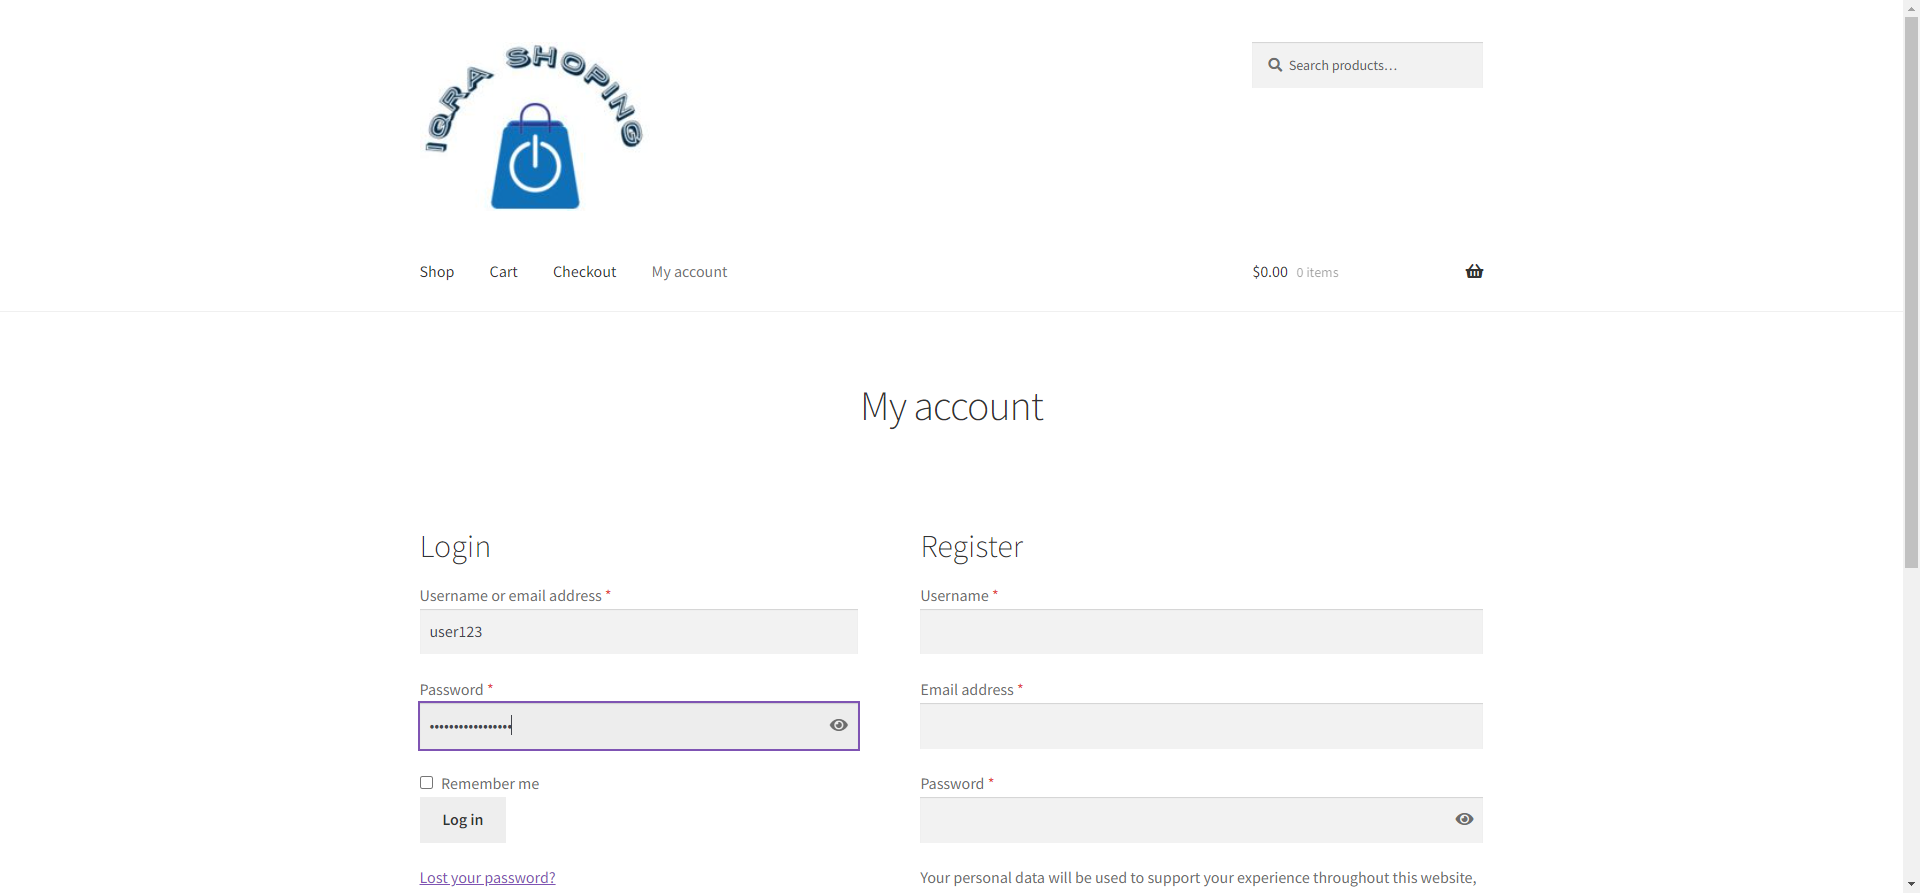 IQRA SHOPING
Search products…
Shop Cart Checkout My account
$0.00 0 items
My account
Login
Username or email address *
user123
Password *
•••••••••••••••••
Remember me
Log in
Lost your password?
Register
Username *
Email address *
Password *
Your personal data will be used to support your experience throughout this website,